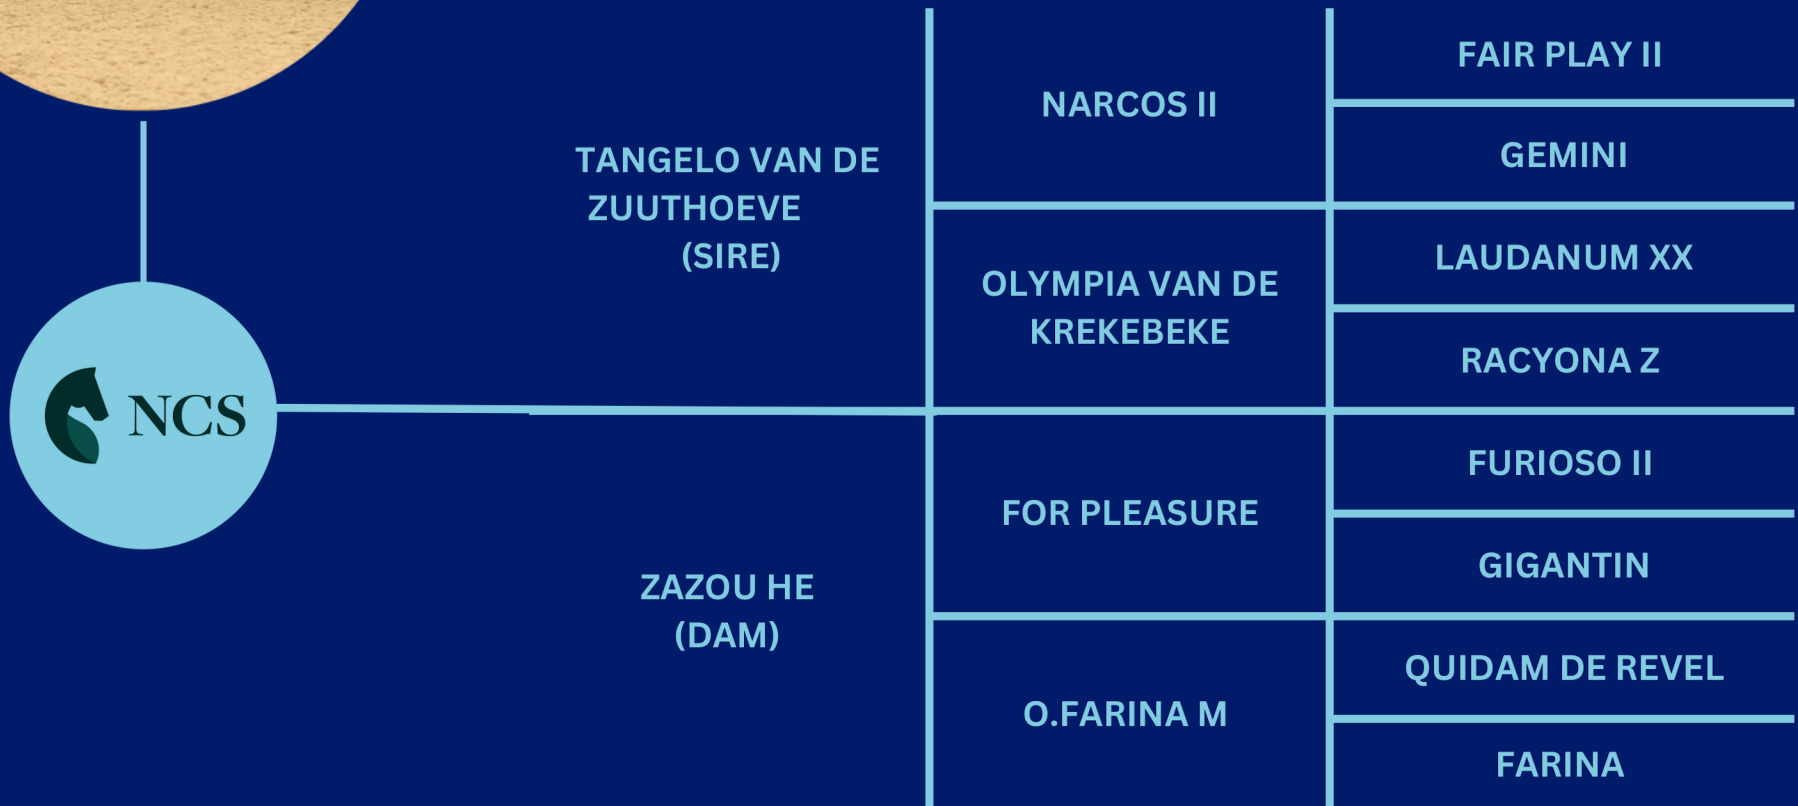 FAIR PLAY II
NARCOS II
GEMINI
TANGELO VAN DE
ZUUTHOEVE
(SIRE)
LAUDANUM XX
OLYMPIA VAN DE
KREKEBEKE
RACYONA Z
NCS
FURIOSO II
FOR PLEASURE
GIGANTIN
ZAZOU HE
(DAM)
QUIDAM DE REVEL
O.FARINA M
FARINA